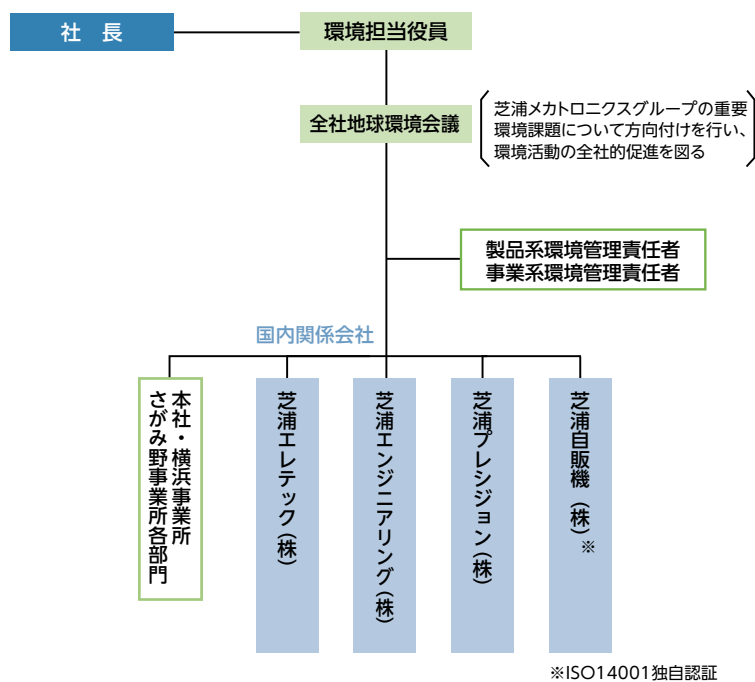 社 長
環境担当役員
全社地球環境会議
芝浦メカトロニクスグループの重要
環境課題について方向付けを行い、
環境活動の全社的促進を図る
製品系環境管理責任者
事業系環境管理責任者
国内関係会社
本社・横浜事業所
さがみ野事業所各部門
芝浦エレテック(株)
芝浦エンジニアリング(株)
芝浦プレシジョン(株)
芝浦自販機(株)※
※ISO14001独自認証